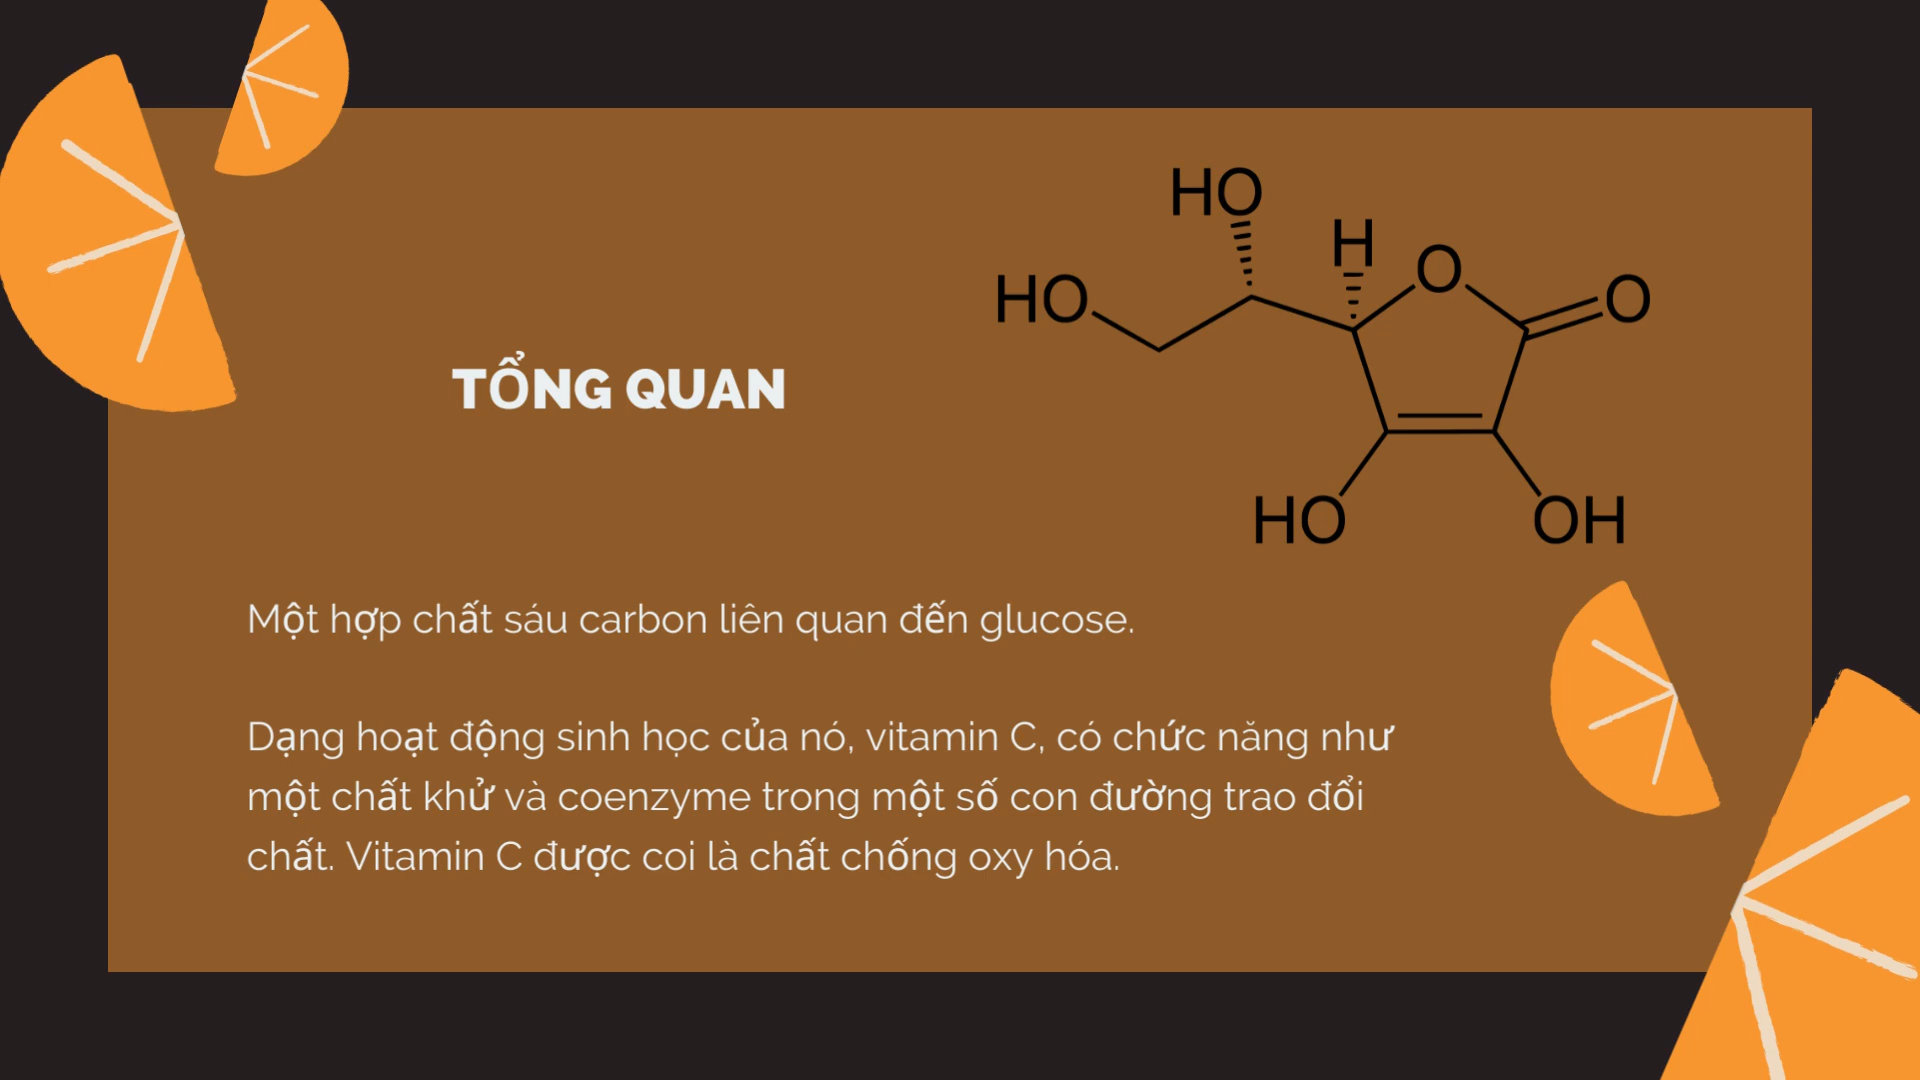 HO
H
O
HO
O
TỔNG QUAN
HO
OH
Một hợp chất sáu carbon liên quan đến glucose.
Dạng hoạt động sinh học của nó, vitamin C, có chức năng như
một chất khử và coenzyme trong một số con đường trao đổi
chất. Vitamin C được coi là chất chống oxy hóa.